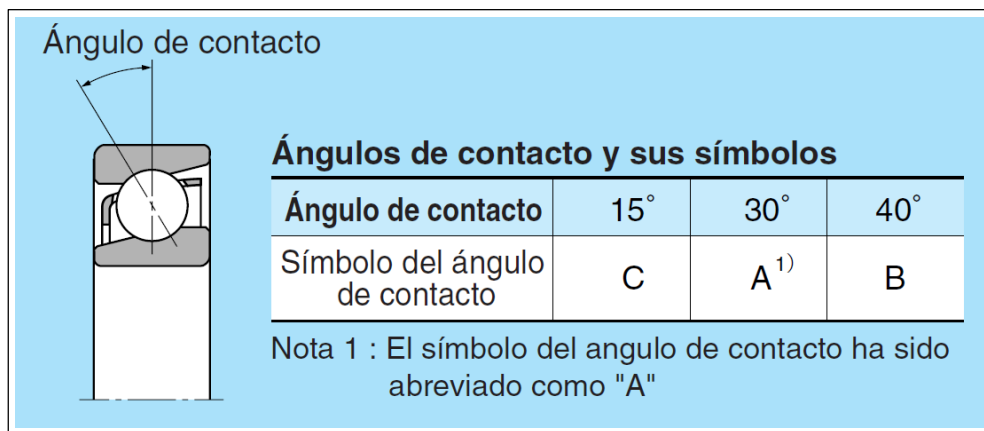 Ángulo de contacto
Ángulos de contacto y sus símbolos
Ángulo de contacto 15° 30° 40°
Símbolo del ángulo
de contacto C A 1) B
Nota 1 : El símbolo del angulo de contacto ha sido
abreviado como "A"